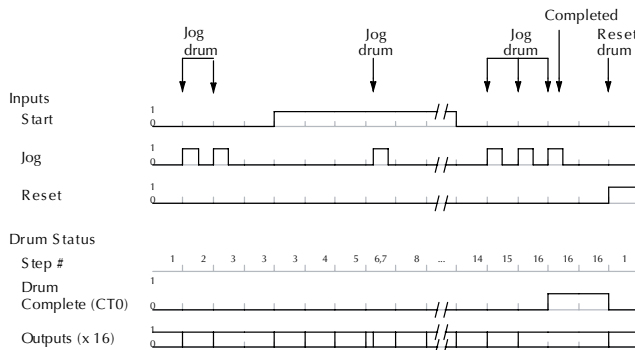 Completed
Jog drum
Jog drum
Jog drum
Reset drum
Inputs
Start
1
0
Jog
1
0
Reset
1
0
Drum Status
Step #
1 2 3 3 3 4 5 6,7 8 ... 14 15 16 16 16 1
Drum
Complete (CT0)
1
0
Outputs (x 16)
1
0